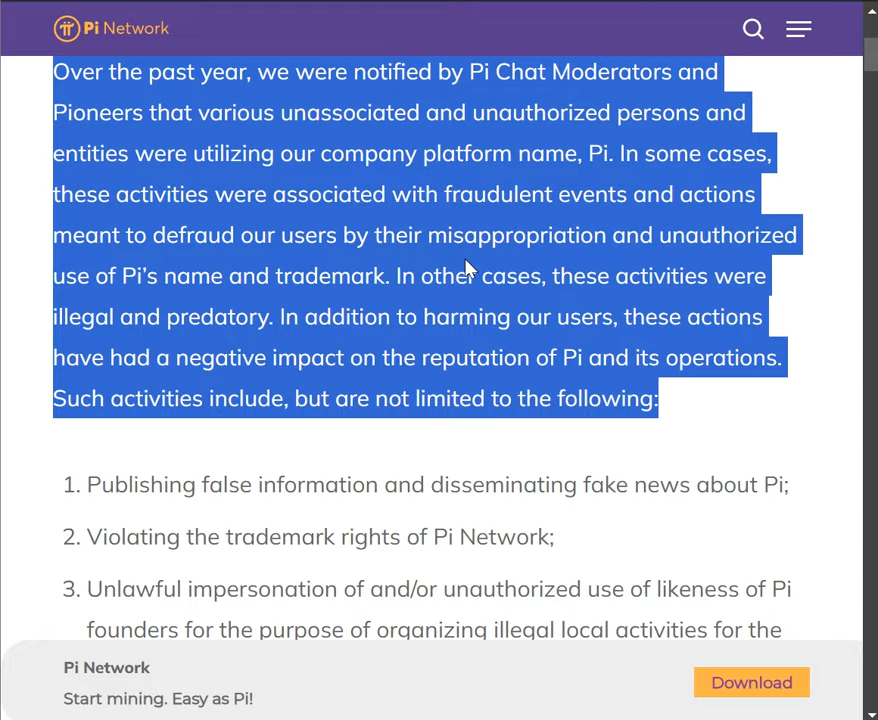 Pi Network
Over the past year, we were notified by Pi Chat Moderators and
Pioneers that various unassociated and unauthorized persons and
entities were utilizing our company platform name, Pi. In some cases,
these activities were associated with fraudulent events and actions
meant to defraud our users by their misappropriation and unauthorized
use of Pi’s name and trademark. In other cases, these activities were
illegal and predatory. In addition to harming our users, these actions
have had a negative impact on the reputation of Pi and its operations.
Such activities include, but are not limited to the following:
1. Publishing false information and disseminating fake news about Pi;
2. Violating the trademark rights of Pi Network;
3. Unlawful impersonation of and/or unauthorized use of likeness of Pi
founders for the purpose of organizing illegal local activities for the
Pi Network
Start mining. Easy as Pi!
Download